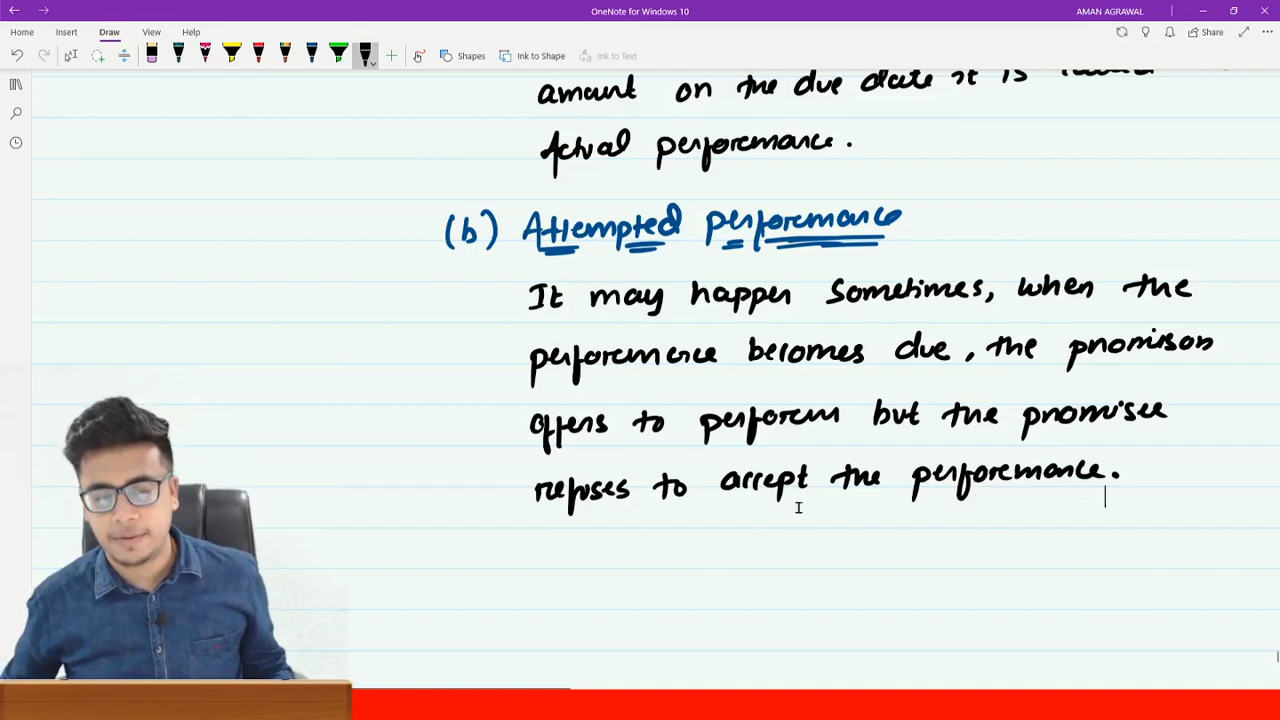 OneNote for Windows 10
AMAN AGRAWAL
Home Insert Draw View Help
Share
Shapes Ink to Shape Ink to Text
amount on the due date it is
Actual performance.
(b) Attempted performance
It may happen sometimes, when the
performence becomes due, the promisor
offers to perform but the promisee
refuses to accept the performance.